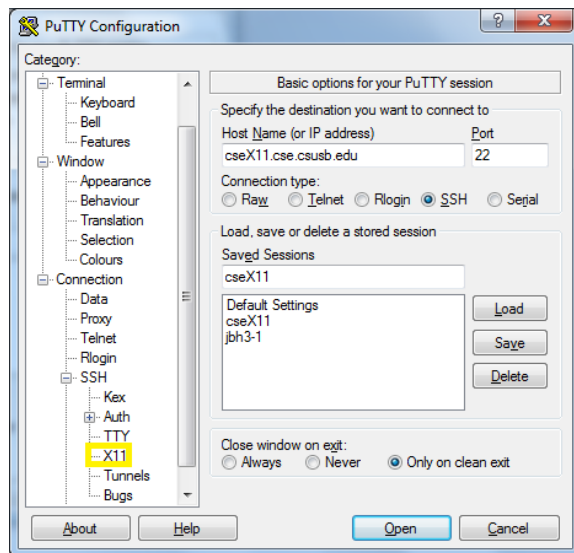 PuTTY Configuration
Category:
Terminal
Keyboard
Bell
Features
Window
Appearance
Behaviour
Translation
Selection
Colours
Connection
Data
Proxy
Telnet
Rlogin
SSH
Kex
Auth
TTY
X11
Tunnels
Bugs
Basic options for your PuTTY session
Specify the destination you want to connect to
Host Name (or IP address) Port
cseX11.cse.csusb.edu 22
Connection type:
Raw Telnet Rlogin SSH Serial
Load, save or delete a stored session
Saved Sessions
cseX11
Default Settings
cseX11
jbh3-1
Load
Save
Delete
Close window on exit:
Always Never Only on clean exit
About Help Open Cancel